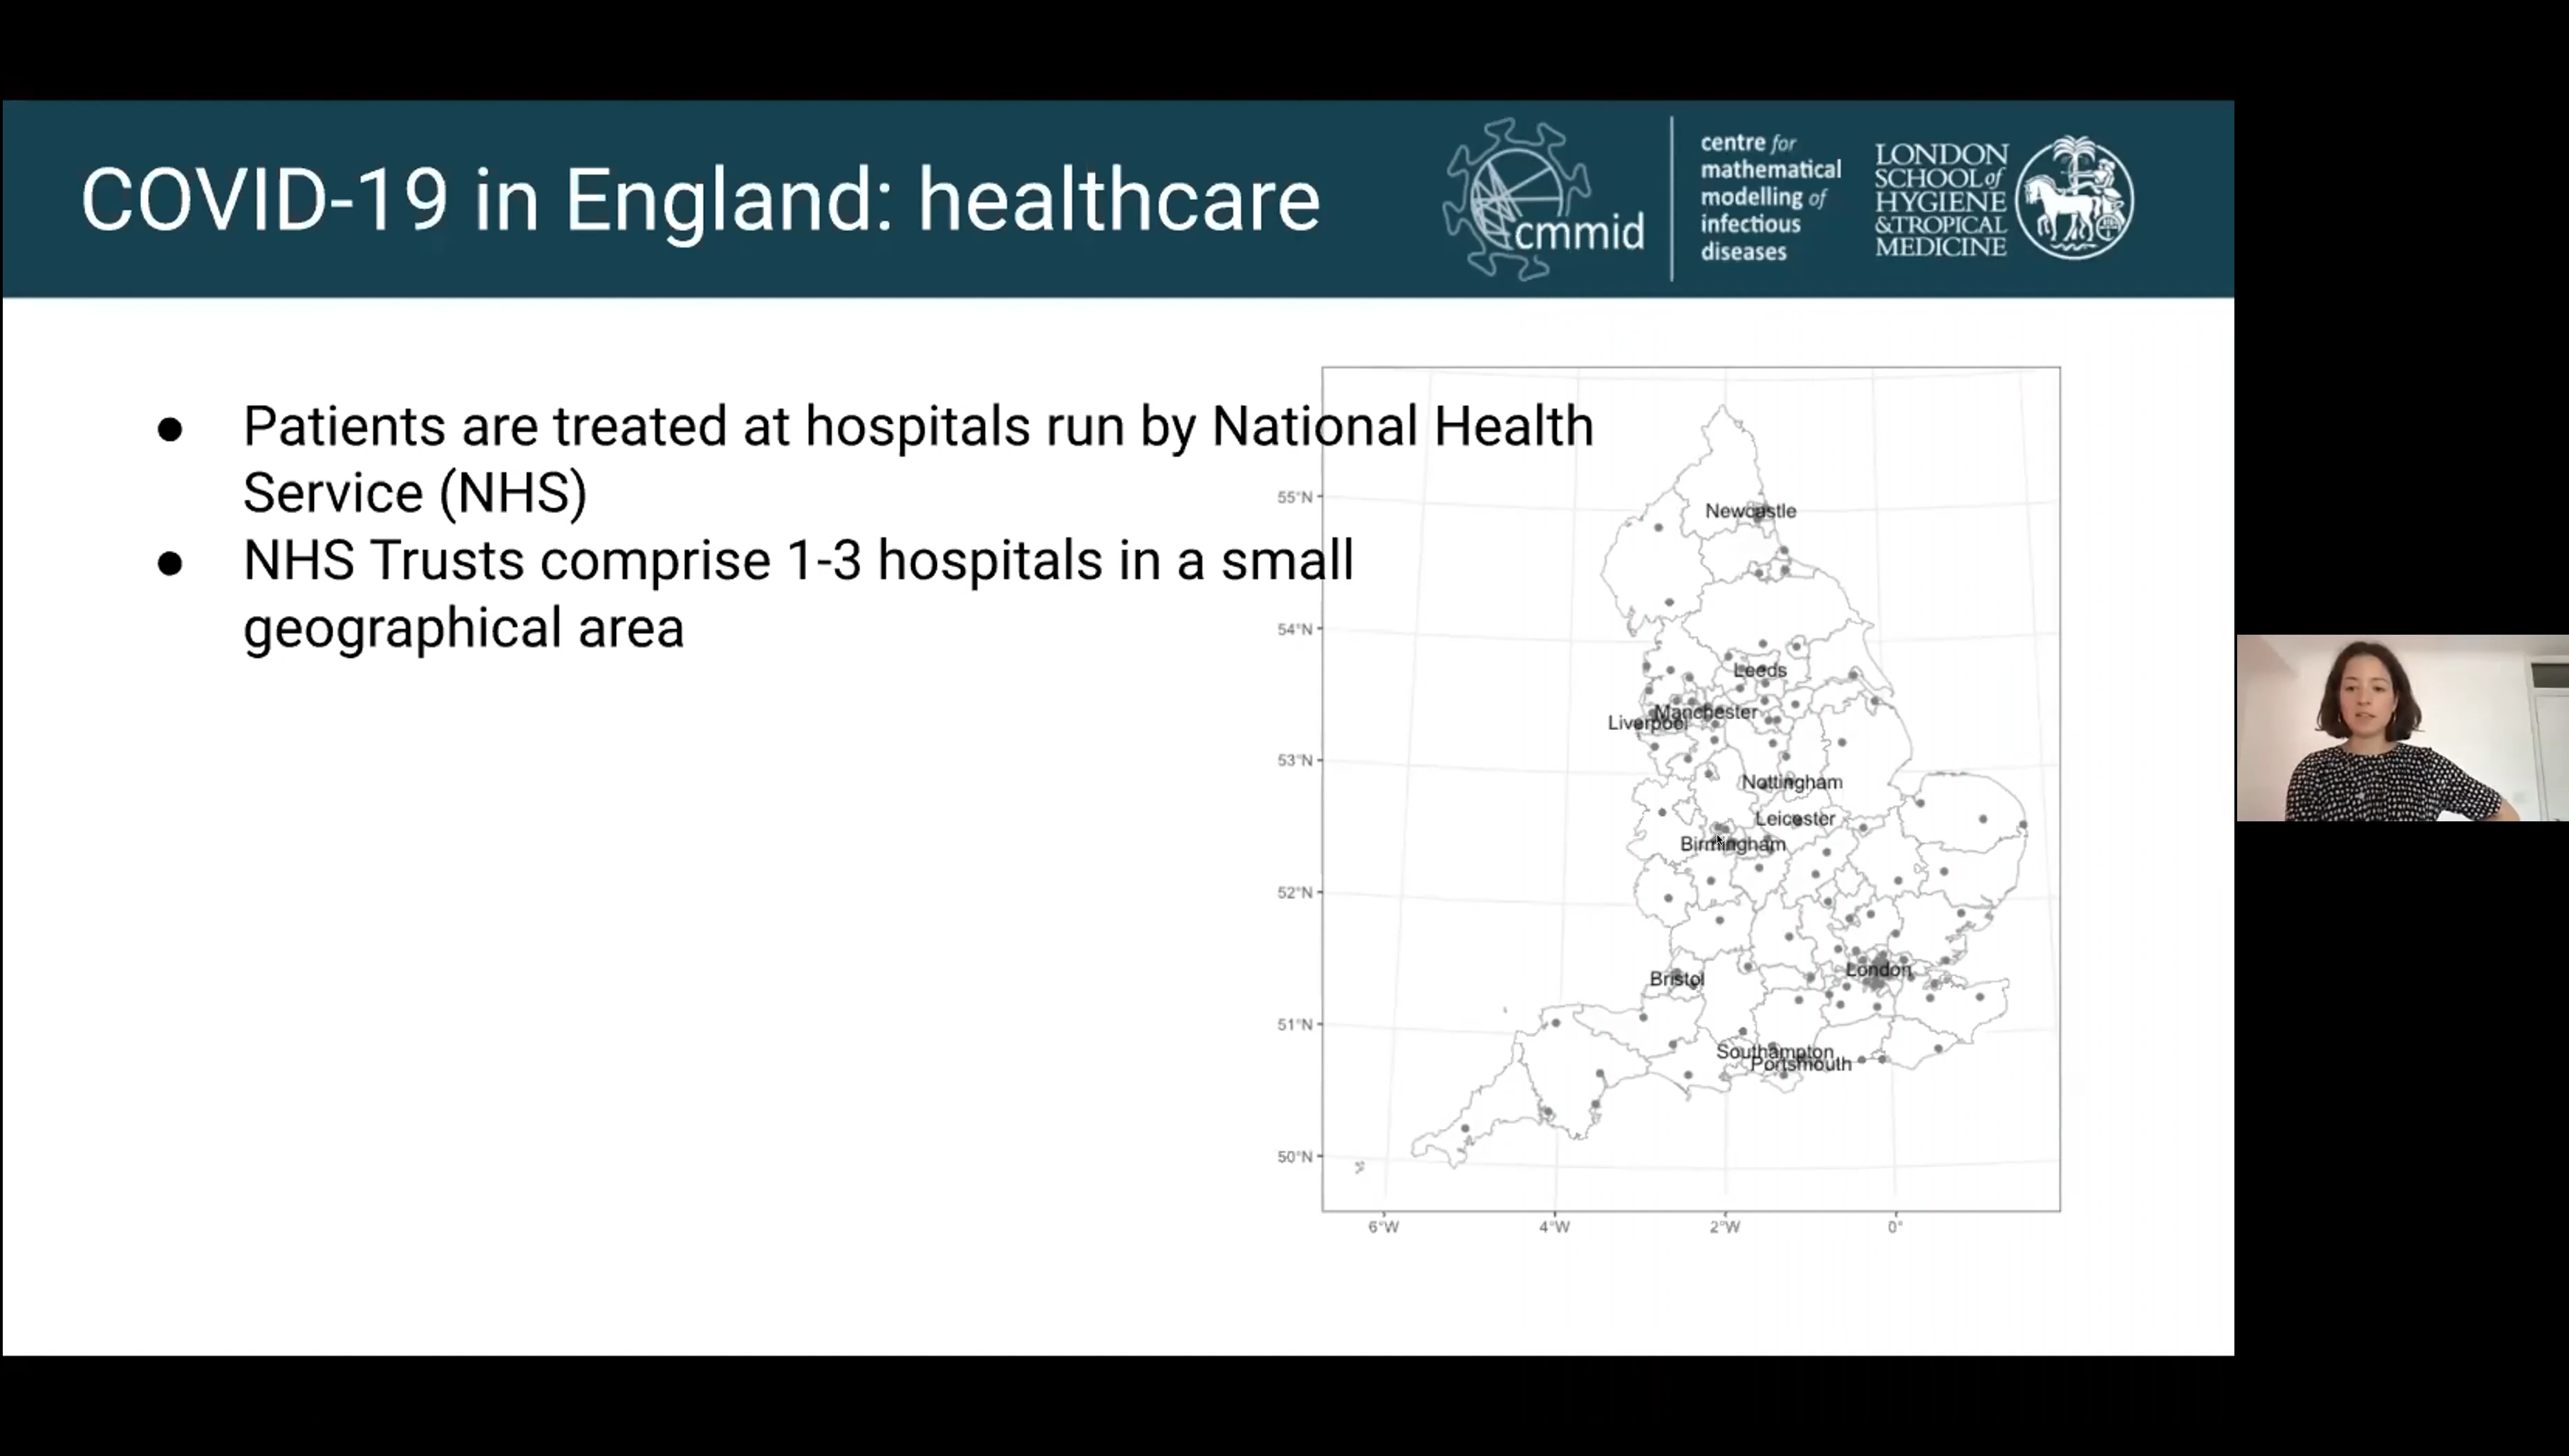 COVID-19 in England: healthcare
cmmid
centre for
mathematical
modelling of
infectious
diseases
LONDON
SCHOOL of
HYGIENE
&TROPICAL
MEDICINE
● Patients are treated at hospitals run by National Health
Service (NHS)
● NHS Trusts comprise 1-3 hospitals in a small
geographical area
55°N
54°N
53°N
52°N
51°N
50°N
6°W
4°W
2°W
0°
Newcastle
Leeds
Manchester
Liverpool
Nottingham
Leicester
Birmingham
London
Bristol
Southampton
Portsmouth